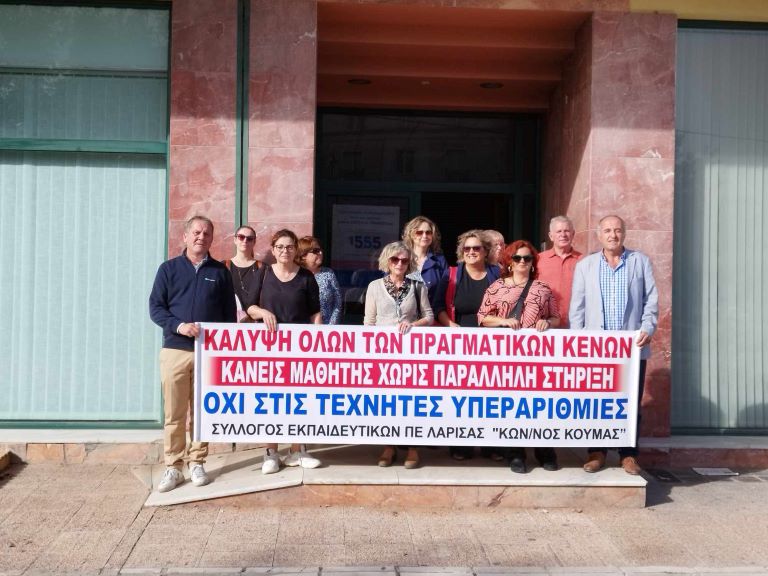 1555
ΚΑΛΥΨΗ ΟΛΩΝ ΤΩΝ ΠΡΑΓΜΑΤΙΚΩΝ ΚΕΝΩΝ
ΚΑΝΕΙΣ ΜΑΘΗΤΗΣ ΧΩΡΙΣ ΠΑΡΑΛΛΗΛΗ ΣΤΗΡΙΞΗ
ΟΧΙ ΣΤΙΣ ΤΕΧΝΗΤΕΣ ΥΠΕΡΑΡΙΘΜΙΕΣ
ΣΥΛΛΟΓΟΣ ΕΚΠΑΙΔΕΥΤΙΚΩΝ ΠΕ ΛΑΡΙΣΑΣ "ΚΩΝ/ΝΟΣ ΚΟΥΜΑΣ"